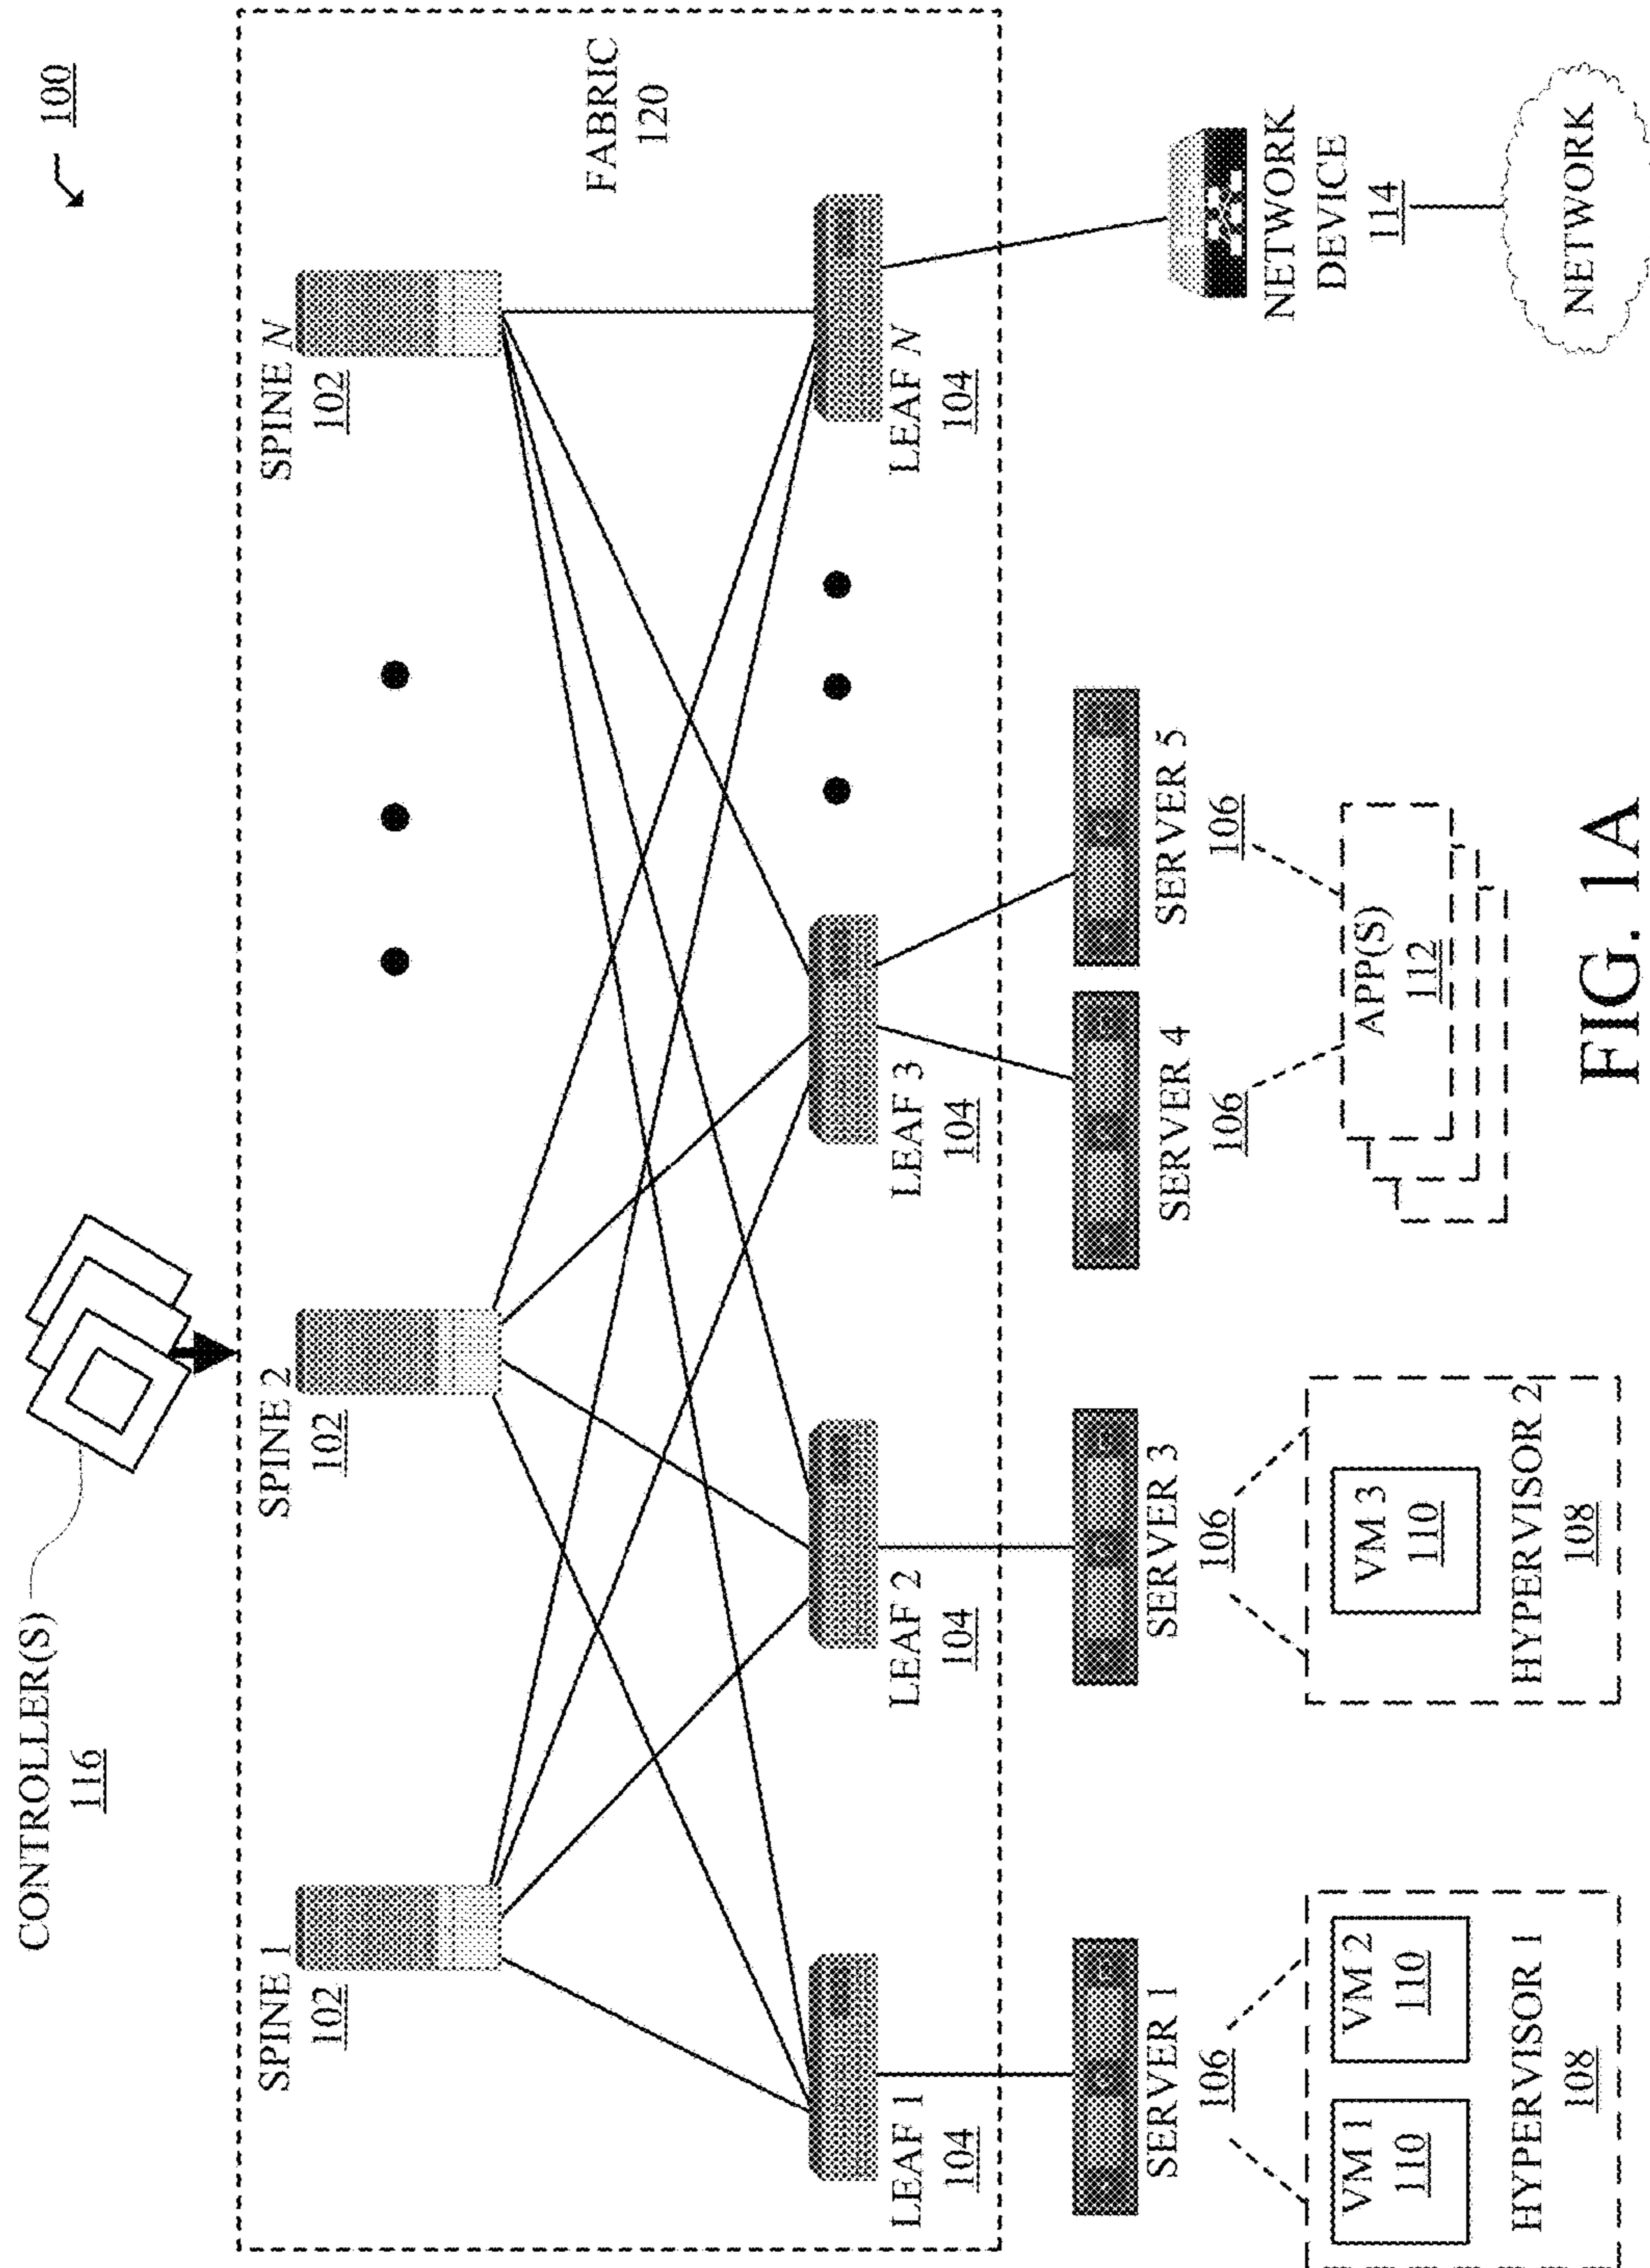 100
CONTROLLER(S)
116
SPINE 1
102
SPINE 2
102
SPINE N
102
FABRIC
120
LEAF 1
104
LEAF 2
104
LEAF 3
104
LEAF N
104
SERVER 1
106
SERVER 3
106
SERVER 4
106
SERVER 5
106
NETWORK
DEVICE
114
VM 1
110
VM 2
110
HYPERVISOR 1
108
VM 3
110
HYPERVISOR 2
108
APP(S)
112
NETWORK
FIG. 1A